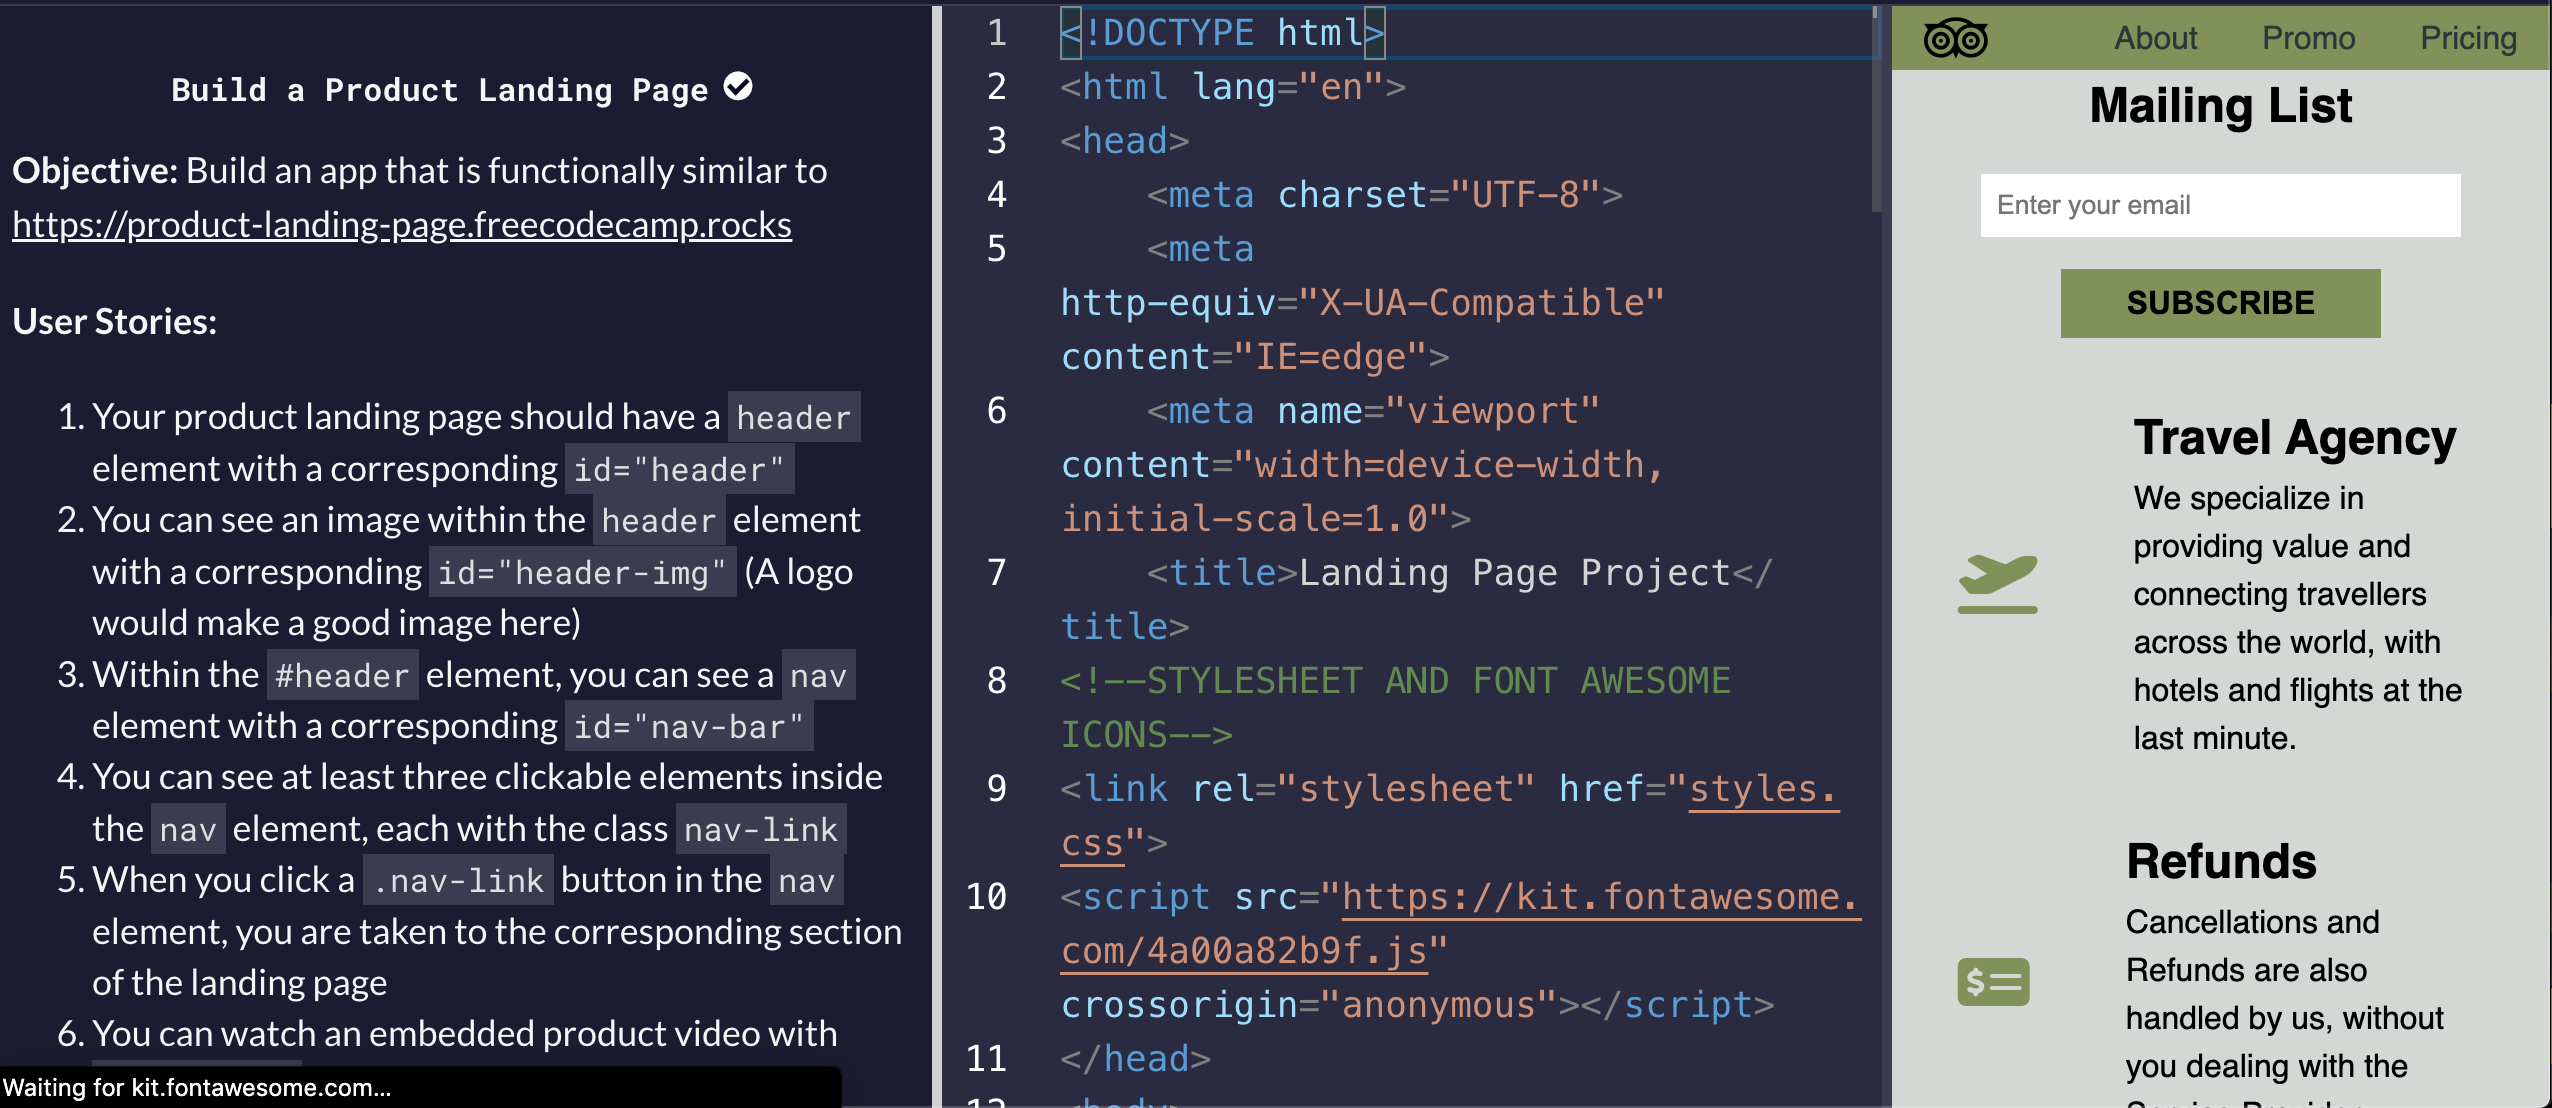 Build a Product Landing Page
Objective: Build an app that is functionally similar to
https://product-landing-page.freecodecamp.rocks
User Stories:
1. Your product landing page should have a header
element with a corresponding id="header"
2. You can see an image within the header element
with a corresponding id="header-img" (A logo
would make a good image here)
3. Within the #header element, you can see a nav
element with a corresponding id="nav-bar"
4. You can see at least three clickable elements inside
the nav element, each with the class nav-link
5. When you click a .nav-link button in the nav
element, you are taken to the corresponding section
of the landing page
6. You can watch an embedded product video with
Waiting for kit.fontawesome.com...
1 <!DOCTYPE html>
2 <html lang="en">
3 <head>
4 <meta charset="UTF-8">
5 <meta
http-equiv="X-UA-Compatible"
content="IE=edge">
6 <meta name="viewport"
content="width=device-width,
initial-scale=1.0">
7 <title>Landing Page Project</
title>
8 <!--STYLESHEET AND FONT AWESOME
ICONS-->
9 <link rel="stylesheet" href="styles.
css">
10 <script src="https://kit.fontawesome.
com/4a00a82b9f.js"
crossorigin="anonymous"></script>
11 </head>
12 <body>
About Promo Pricing
Mailing List
Enter your email
SUBSCRIBE
Travel Agency
We specialize in
providing value and
connecting travellers
across the world, with
hotels and flights at the
last minute.
Refunds
Cancellations and
Refunds are also
handled by us, without
you dealing with the
Service Provider